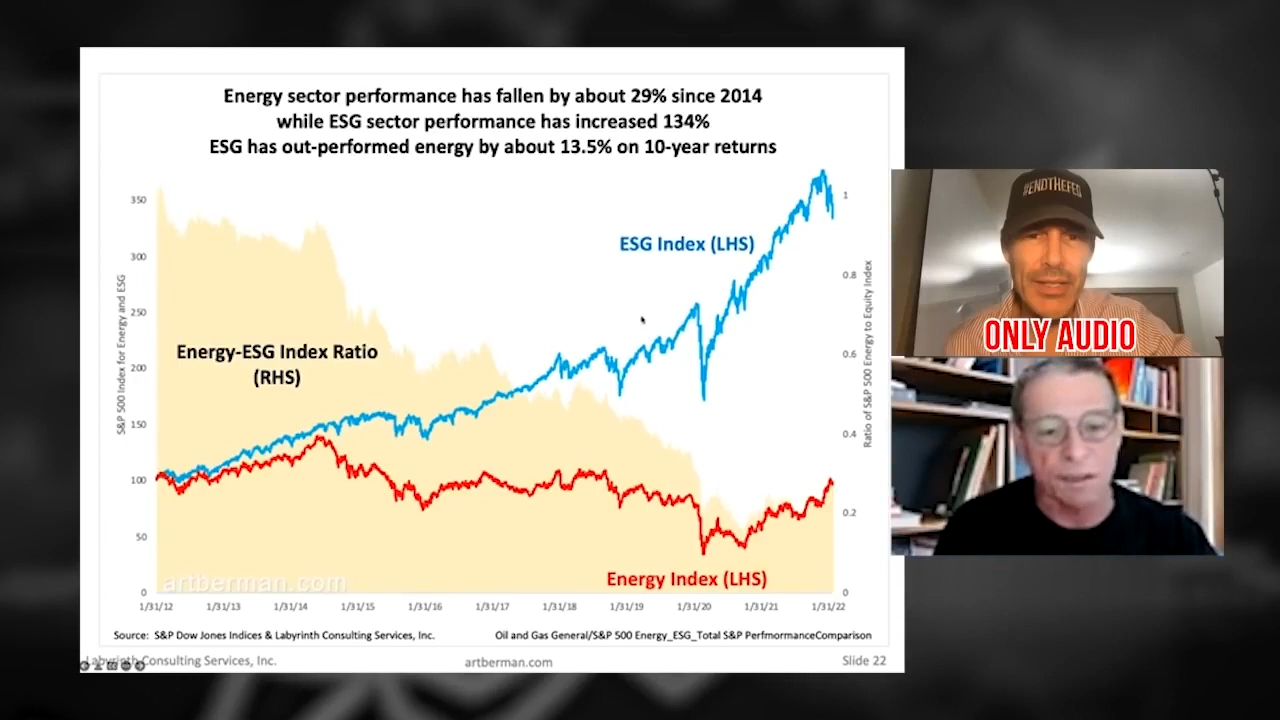 Energy sector performance has fallen by about 29% since 2014
while ESG sector performance has increased 134%
ESG has out-performed energy by about 13.5% on 10-year returns
350
300
250
200
150
100
50
0
S&P 500 Index for Energy and ESG
1
0.8
0.6
0.4
0.2
0
Ratio of S&P 500 Energy to Equity Index
ESG Index (LHS)
Energy-ESG Index Ratio
(RHS)
Energy Index (LHS)
artberman.com
1/31/12 1/31/13 1/31/14 1/31/15 1/31/16 1/31/17 1/31/18 1/31/19 1/31/20 1/31/21 1/31/22
Source: S&P Dow Jones Indices & Labyrinth Consulting Services, Inc.
Oil and Gas General/S&P 500 Energy_ESG_Total S&P PerfmormanceComparison
Labyrinth Consulting Services, Inc.
artberman.com
Slide 22
#ENDTHEFED
ONLY AUDIO